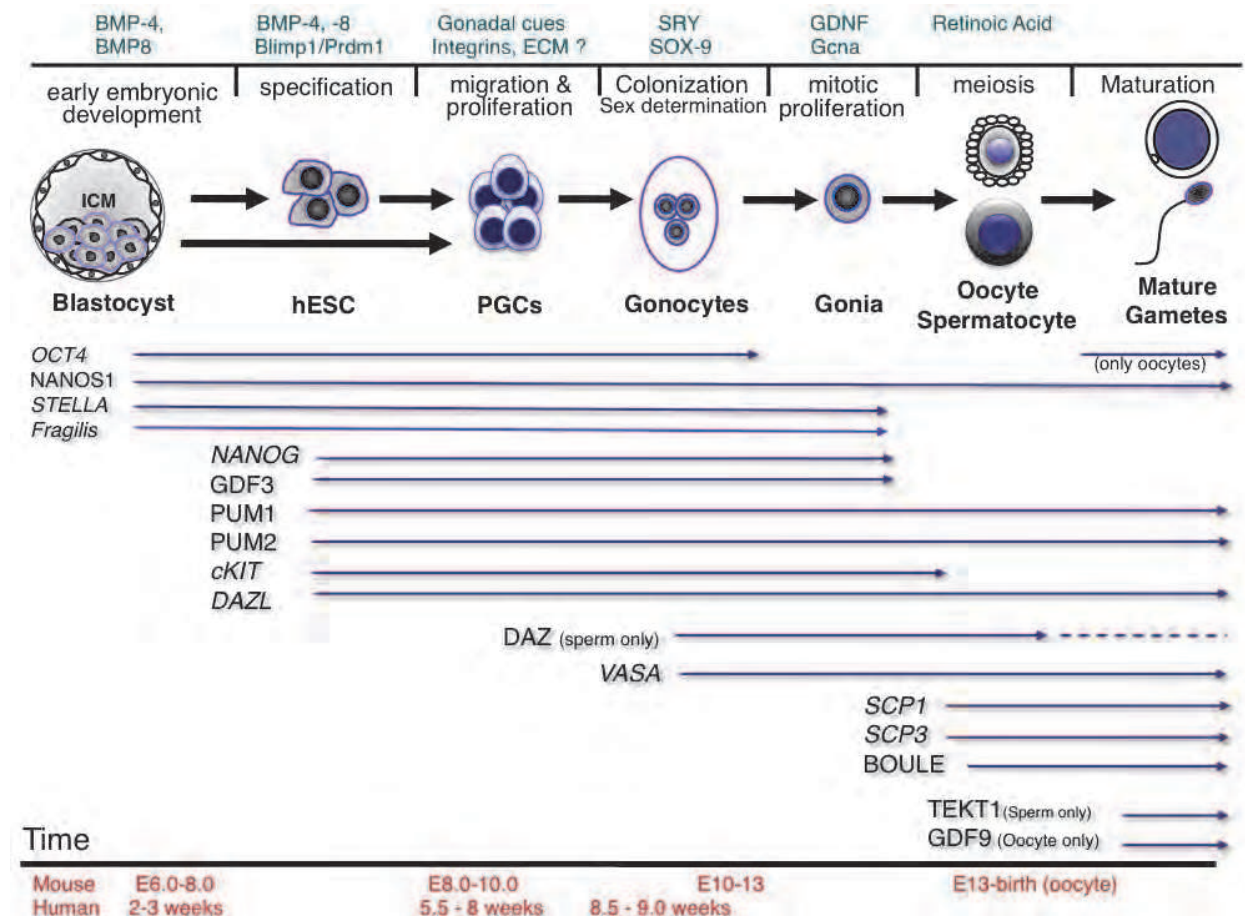 BMP-4, BMP-4, -8 Gonadal cues SRY GDNF Retinoic Acid
BMP8 Blimp1/Prdm1 Integrins, ECM ? SOX-9 Gcna
early embryonic specification migration & Colonization mitotic meiosis Maturation
development proliferation Sex determination proliferation
ICM
Blastocyst hESC PGCs Gonocytes Gonia Oocyte Mature
Spermatocyte Gametes
OCT4 (only oocytes)
NANOS1
STELLA
Fragilis
NANOG
GDF3
PUM1
PUM2
cKIT
DAZL
DAZ (sperm only)
VASA
SCP1
SCP3
BOULE
TEKT1 (Sperm only)
GDF9 (Oocyte only)
Time
Mouse E6.0-8.0 E8.0-10.0 E10-13 E13-birth (oocyte)
Human 2-3 weeks 5.5 - 8 weeks 8.5 - 9.0 weeks